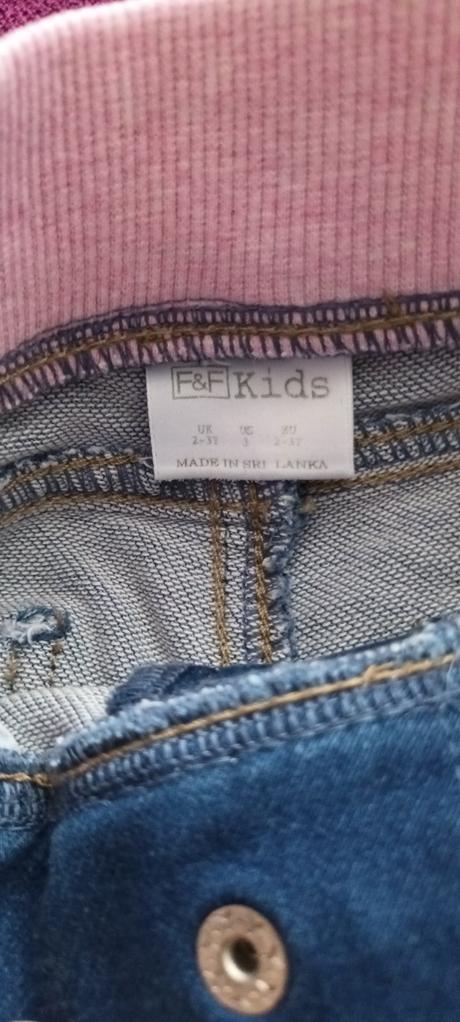 F&F Kids
UK US EU
2-3Y 3 2-3Y
MADE IN SRI LANKA